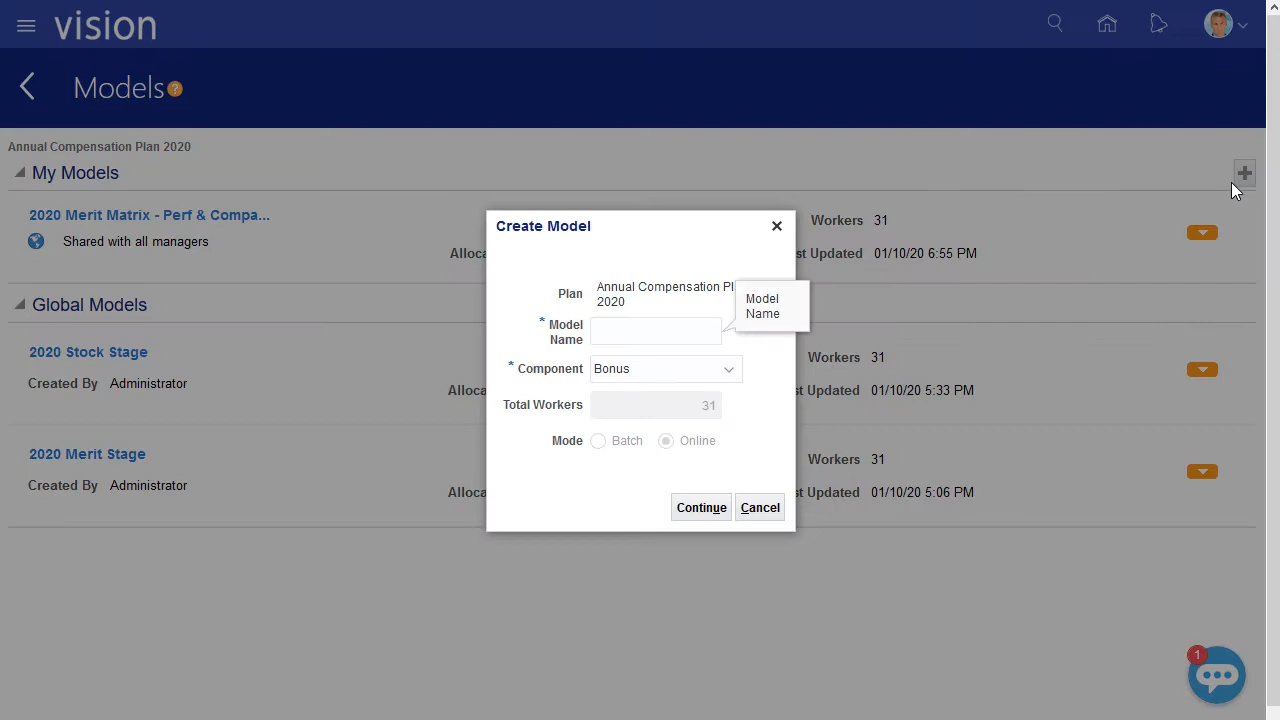 vision
Models?
Annual Compensation Plan 2020
My Models
2020 Merit Matrix - Perf & Compa...
Shared with all managers
Workers 31
Last Updated 01/10/20 6:55 PM
Global Models
2020 Stock Stage
Created By Administrator
Workers 31
Alloca
st Updated 01/10/20 5:33 PM
2020 Merit Stage
Created By Administrator
Workers 31
Alloca
st Updated 01/10/20 5:06 PM
Create Model
Plan Annual Compensation Pl
2020
* Model
Name
Model
Name
* Component Bonus
Total Workers 31
Mode Batch Online
Continue Cancel
1